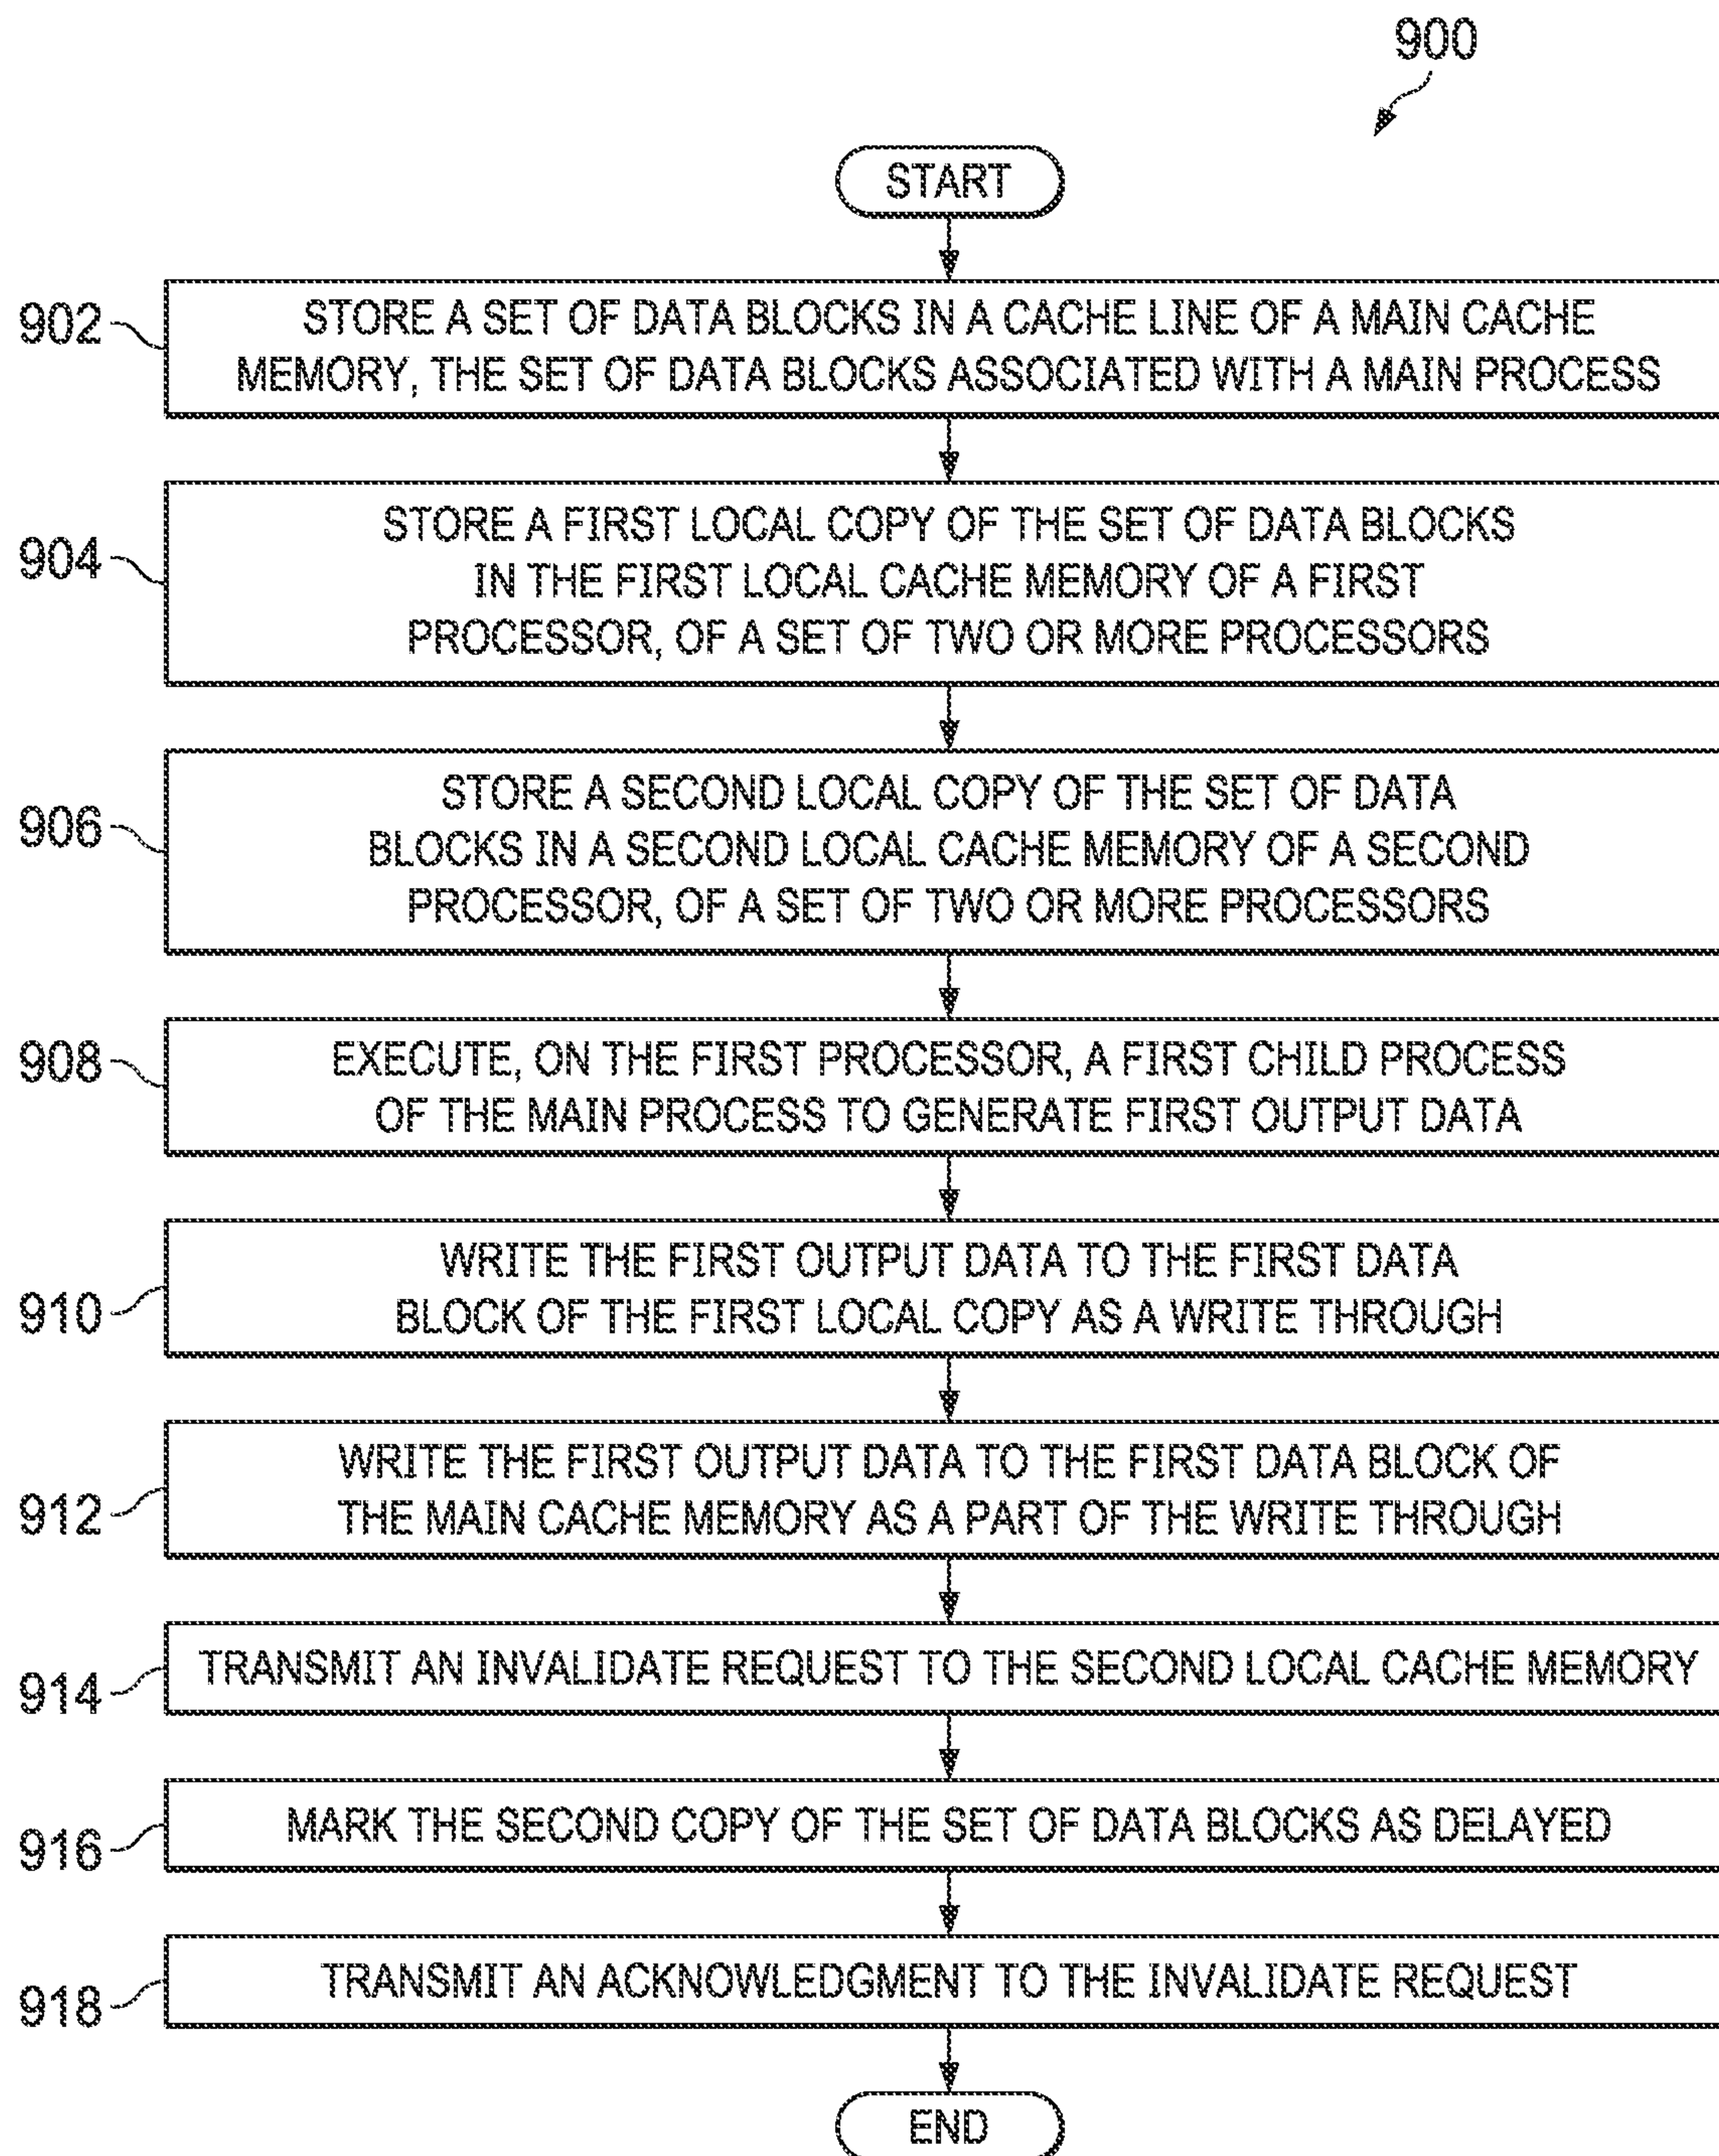 900
START
902
STORE A SET OF DATA BLOCKS IN A CACHE LINE OF A MAIN CACHE
MEMORY, THE SET OF DATA BLOCKS ASSOCIATED WITH A MAIN PROCESS
904
STORE A FIRST LOCAL COPY OF THE SET OF DATA BLOCKS
IN THE FIRST LOCAL CACHE MEMORY OF A FIRST
PROCESSOR, OF A SET OF TWO OR MORE PROCESSORS
906
STORE A SECOND LOCAL COPY OF THE SET OF DATA
BLOCKS IN A SECOND LOCAL CACHE MEMORY OF A SECOND
PROCESSOR, OF A SET OF TWO OR MORE PROCESSORS
908
EXECUTE, ON THE FIRST PROCESSOR, A FIRST CHILD PROCESS
OF THE MAIN PROCESS TO GENERATE FIRST OUTPUT DATA
910
WRITE THE FIRST OUTPUT DATA TO THE FIRST DATA
BLOCK OF THE FIRST LOCAL COPY AS A WRITE THROUGH
912
WRITE THE FIRST OUTPUT DATA TO THE FIRST DATA BLOCK OF
THE MAIN CACHE MEMORY AS A PART OF THE WRITE THROUGH
914
TRANSMIT AN INVALIDATE REQUEST TO THE SECOND LOCAL CACHE MEMORY
916
MARK THE SECOND COPY OF THE SET OF DATA BLOCKS AS DELAYED
918
TRANSMIT AN ACKNOWLEDGMENT TO THE INVALIDATE REQUEST
END